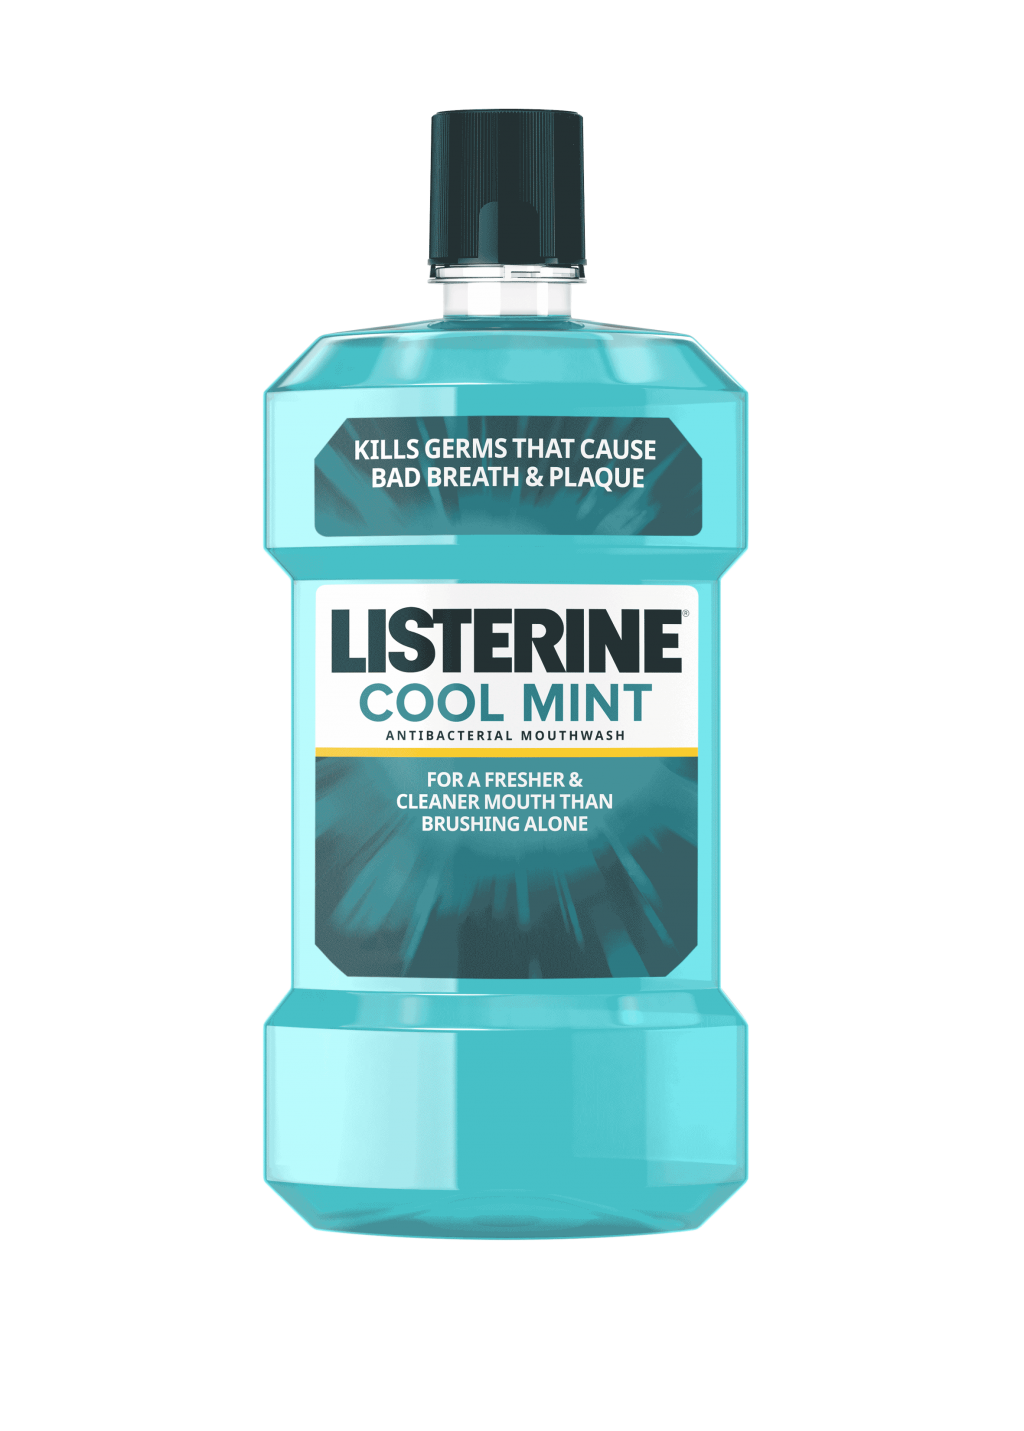 KILLS GERMS THAT CAUSE
BAD BREATH & PLAQUE
LISTERINE®
COOL MINT
ANTIBACTERIAL MOUTHWASH
FOR A FRESHER &
CLEANER MOUTH THAN
BRUSHING ALONE